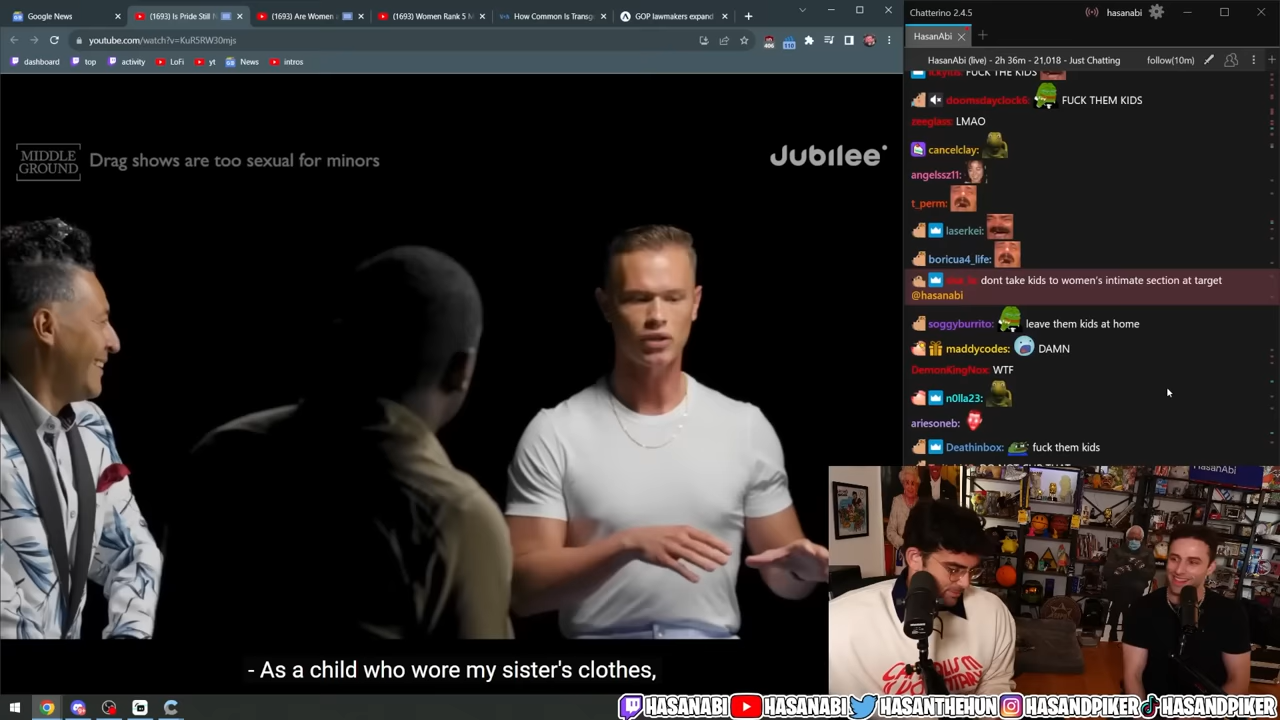 Google News
(1693) Is Pride Still N
(1693) Are Women
(1693) Women Rank 5 M
How Common Is Transg
GOP lawmakers expand
youtube.com/watch?v=KuR5RW30mjs
406
110
dashboard
top
activity
LoFi
yt
News
intros
MIDDLE
GROUND
Drag shows are too sexual for minors
Jubilee
- As a child who wore my sister's clothes,
Chatterino 2.4.5
hasanabi
HasanAbi
HasanAbi (live) - 2h 36m - 21,018 - Just Chatting
follow(10m)
FUCK THE KIDS
doomsdayclock6: FUCK THEM KIDS
zeeglass: LMAO
cancelclay:
angelssz11:
t_perm:
laserkei:
boricua4_life:
dont take kids to women's intimate section at target
@hasanabi
soggyburrito: leave them kids at home
maddycodes: DAMN
DemonKingNox: WTF
n0lla23:
ariesoneb:
Deathinbox: fuck them kids
HasanAbi
HASANABI
HASANABI
HASANTHEHUN
HASANDPIKER
HASANDPIKER